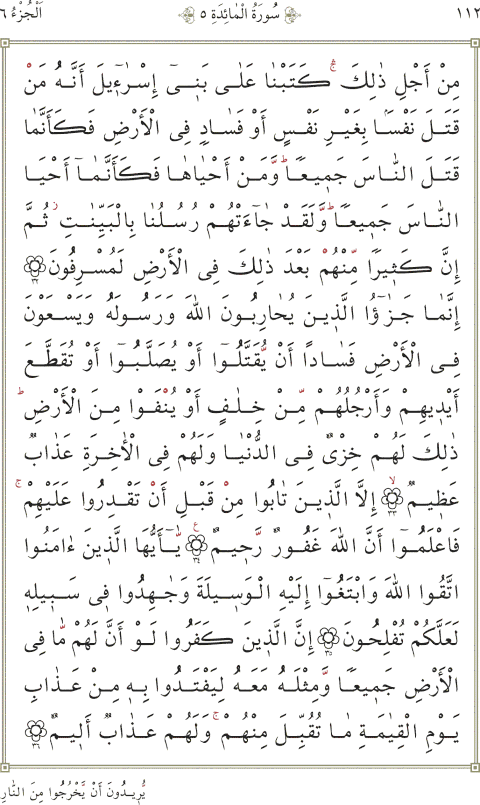 ١١٢ سُورَةُ الْمَائِدَةِ ٥ اَلْجُزْءُ ٦
مِنْ أَجْلِ ذٰلِكَ ۛ كَتَبْنَا عَلٰى بَنِيٓ إِسْرَٰٓءِيلَ أَنَّهُ مَنْ
قَتَلَ نَفْسًا بِغَيْرِ نَفْسٍ أَوْ فَسَادٍ فِى الْأَرْضِ فَكَأَنَّمَا
قَتَلَ النَّاسَ جَمِيعًا ۗ وَّمَنْ أَحْيَاهَا فَكَأَنَّمَآ أَحْيَا
النَّاسَ جَمِيعًا ۗ وَّلَقَدْ جَآءَتْهُمْ رُسُلُنَا بِالْبَيِّنٰتِ ز ثُمَّ
إِنَّ كَثِيرًا مِّنْهُمْ بَعْدَ ذٰلِكَ فِى الْأَرْضِ لَمُسْرِفُونَ ٣٢
إِنَّمَا جَزَٰٓؤُا الَّذِينَ يُحَارِبُونَ اللّٰهَ وَرَسُولَهُ وَيَسْعَوْنَ
فِى الْأَرْضِ فَسَادًا أَنْ يُّقَتَّلُوٓا أَوْ يُصَلَّبُوٓا أَوْ تُقَطَّعَ
أَيْدِيهِمْ وَأَرْجُلُهُمْ مِّنْ خِلٰفٍ أَوْ يُنْفَوْا مِنَ الْأَرْضِ ۗ
ذٰلِكَ لَهُمْ خِزْىٌ فِى الدُّنْيَا وَلَهُمْ فِى الْأٰخِرَةِ عَذَابٌ
عَظِيمٌ ۙ ٣٣ إِلَّا الَّذِينَ تَابُوا مِنْ قَبْلِ أَنْ تَقْدِرُوا عَلَيْهِمْ ۚ
فَاعْلَمُوٓا أَنَّ اللّٰهَ غَفُورٌ رَّحِيمٌ ع ٣٤ يَّٰٓأَيُّهَا الَّذِينَ ءَامَنُوا
اتَّقُوا اللّٰهَ وَابْتَغُوٓا إِلَيْهِ الْوَسِيلَةَ وَجٰهِدُوا فِى سَبِيلِهِ
لَعَلَّكُمْ تُفْلِحُونَ ٣٥ إِنَّ الَّذِينَ كَفَرُوا لَوْ أَنَّ لَهُمْ مَّا فِى
الْأَرْضِ جَمِيعًا وَّمِثْلَهُ مَعَهُ لِيَفْتَدُوا بِهِ مِنْ عَذَابِ
يَوْمِ الْقِيٰمَةِ مَا تُقُبِّلَ مِنْهُمْ ۚ وَلَهُمْ عَذَابٌ أَلِيمٌ ٣٦
يُّرِيدُونَ أَنْ يَّخْرُجُوا مِنَ النَّارِ